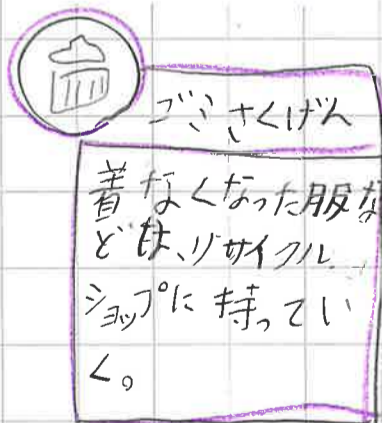 ごみさくげん
着なくなった服な
どは、リサイクル
ショップに持ってい
く。